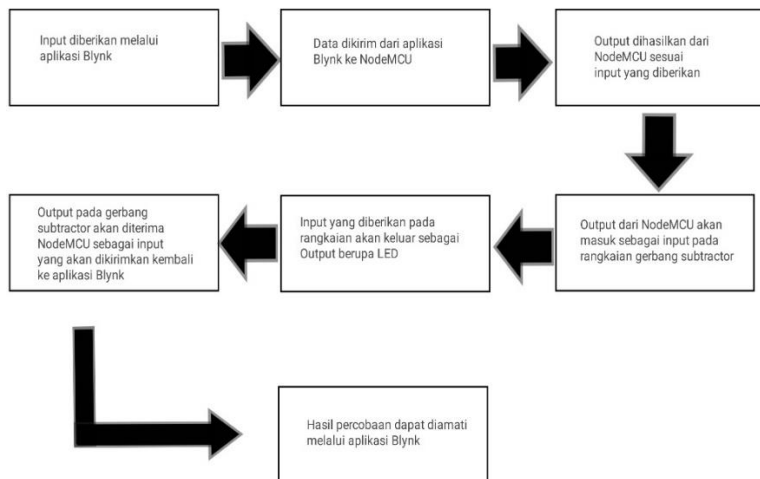 Input diberikan melalui
aplikasi Blynk
Data dikirim dari aplikasi
Blynk ke NodeMCU
Output dihasilkan dari
NodeMCU sesuai
input yang diberikan
Output dari NodeMCU akan
masuk sebagai input pada
rangkaian gerbang subtractor
Input yang diberikan pada
rangkaian akan keluar sebagai
Output berupa LED
Output pada gerbang
subtractor akan diterima
NodeMCU sebagai input
yang akan dikirimkan kembali
ke aplikasi Blynk
Hasil percobaan dapat diamati
melalui aplikasi Blynk